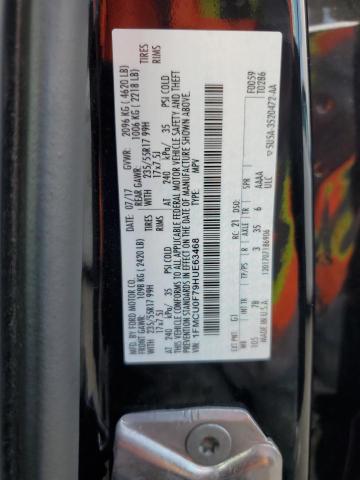 MFD. BY FORD MOTOR CO.
DATE: 07/17 GVWR: 2096 KG ( 4620 LB)
FRONT GAWR: 1098 KG ( 2420 LB) REAR GAWR: 1006 KG ( 2218 LB)
WITH 235/55R17 99H TIRES WITH 235/55R17 99H TIRES
17x7.5J RIMS 17x7.5J RIMS
AT 240 kPa/ 35 PSI COLD AT 240 kPa/ 35 PSI COLD
THIS VEHICLE CONFORMS TO ALL APPLICABLE FEDERAL MOTOR VEHICLE SAFETY AND THEFT
PREVENTION STANDARDS IN EFFECT ON THE DATE OF MANUFACTURE SHOWN ABOVE.
VIN: 1FMCU0F79HUE63468
TYPE: MPV
F0059
T0286
EXT PNT: G1 RC: 21 DSO:
WB INT TR TP/PS R AXLE TR SPR
105 7B 3 35 6 AAAA
ULC
MADE IN U.S.A.
5U5A-3520472-AA